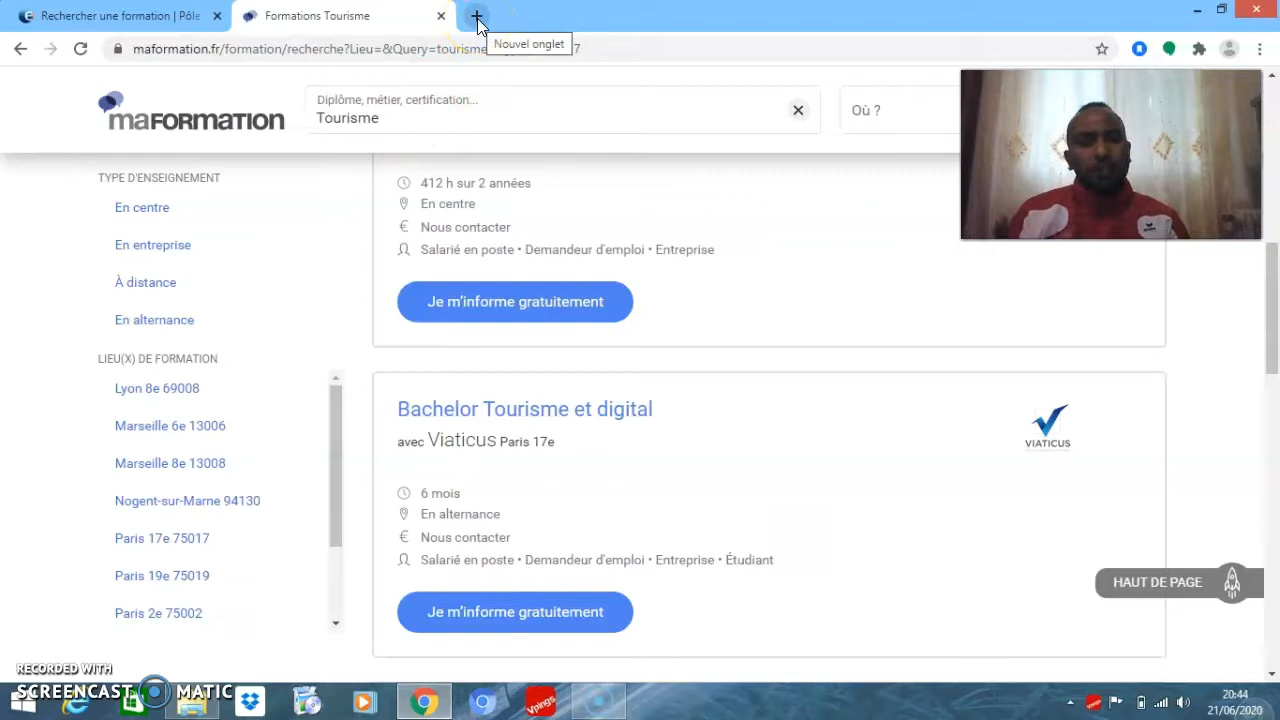 Rechercher une formation | Pôle
Formations Tourisme
Nouvel onglet
maformation.fr/formation/recherche?Lieu=&Query=tourisme
7
maFORMATION
Diplôme, métier, certification...
Tourisme
Où ?
TYPE D'ENSEIGNEMENT
En centre
En entreprise
À distance
En alternance
LIEU(X) DE FORMATION
Lyon 8e 69008
Marseille 6e 13006
Marseille 8e 13008
Nogent-sur-Marne 94130
Paris 17e 75017
Paris 19e 75019
Paris 2e 75002
412 h sur 2 années
En centre
€ Nous contacter
Salarié en poste • Demandeur d'emploi • Entreprise
Je m'informe gratuitement
Bachelor Tourisme et digital
avec Viaticus Paris 17e
VIATICUS
6 mois
En alternance
€ Nous contacter
Salarié en poste • Demandeur d'emploi • Entreprise • Étudiant
Je m'informe gratuitement
HAUT DE PAGE
RECORDED WITH
SCREENCAST MATIC
Vpings
20:44
21/06/2020